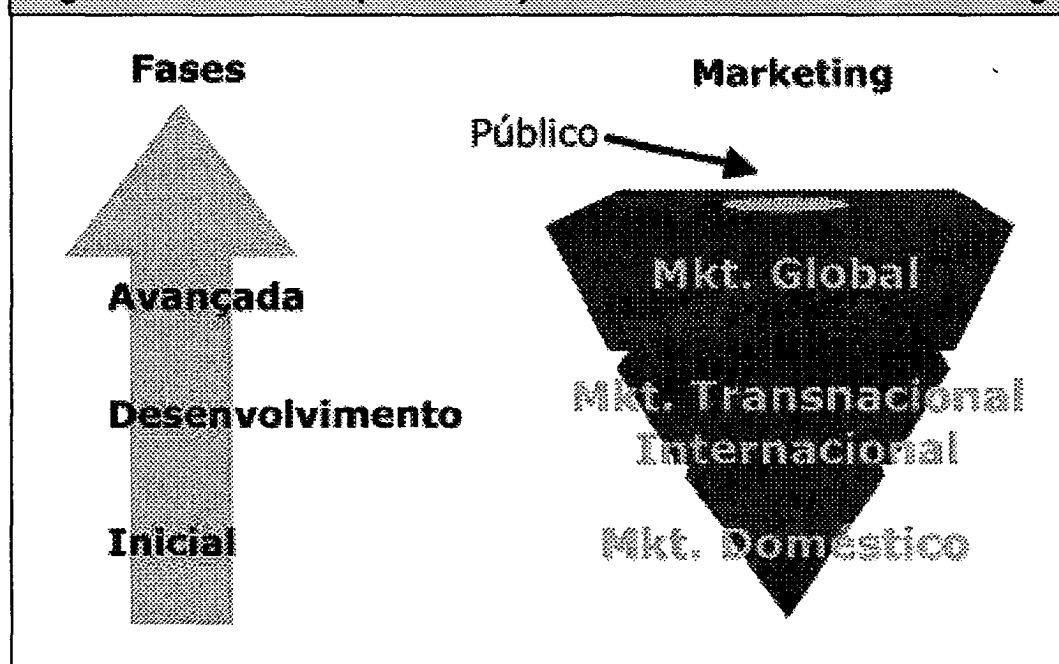 Fases
Marketing
Público
Mkt. Global
Avançada
Mkt. Transnacional
Desenvolvimento
Internacional
Inicial
Mkt. Doméstico